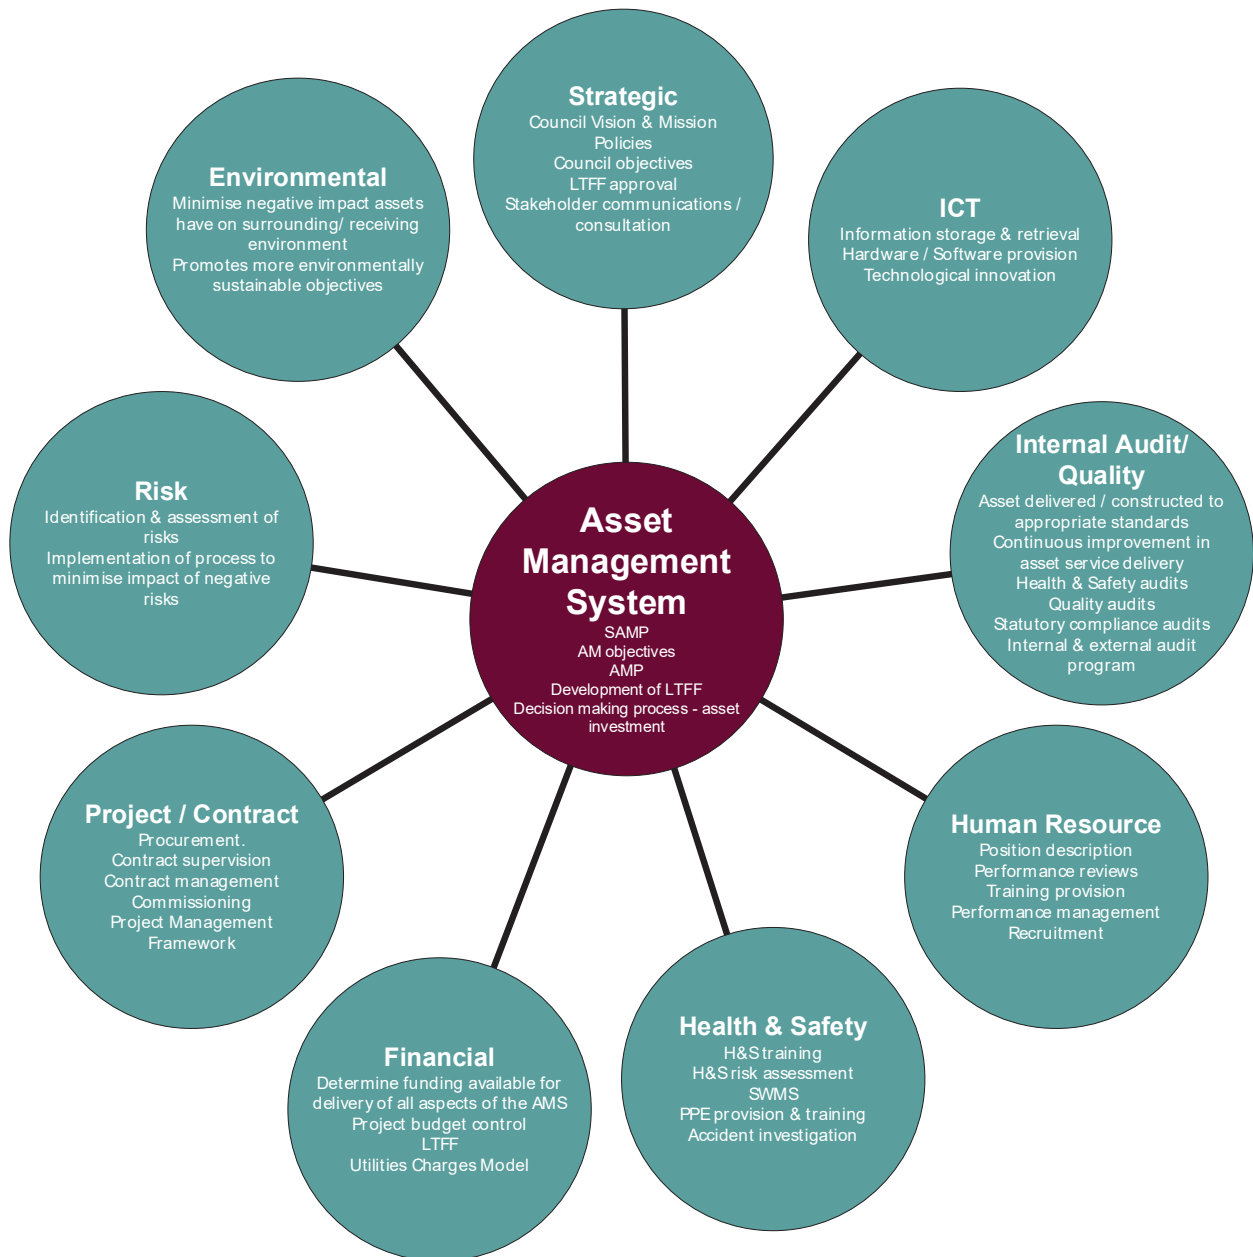 Strategic
Council Vision & Mission
Policies
Council objectives
LTFF approval
Stakeholder communications /
consultation
Environmental
Minimise negative impact assets
have on surrounding/ receiving
environment
Promotes more environmentally
sustainable objectives
ICT
Information storage & retrieval
Hardware / Software provision
Technological innovation
Internal Audit/
Quality
Asset delivered / constructed to
appropriate standards
Continuous improvement in
asset service delivery
Health & Safety audits
Quality audits
Statutory compliance audits
Internal & external audit
program
Risk
Identification & assessment of
risks
Implementation of process to
minimise impact of negative
risks
Asset
Management
System
SAMP
AM objectives
AMP
Development of LTFF
Decision making process - asset
investment
Project / Contract
Procurement.
Contract supervision
Contract management
Commissioning
Project Management
Framework
Human Resource
Position description
Performance reviews
Training provision
Performance management
Recruitment
Financial
Determine funding available for
delivery of all aspects of the AMS
Project budget control
LTFF
Utilities Charges Model
Health & Safety
H&S training
H&S risk assessment
SWMS
PPE provision & training
Accident investigation